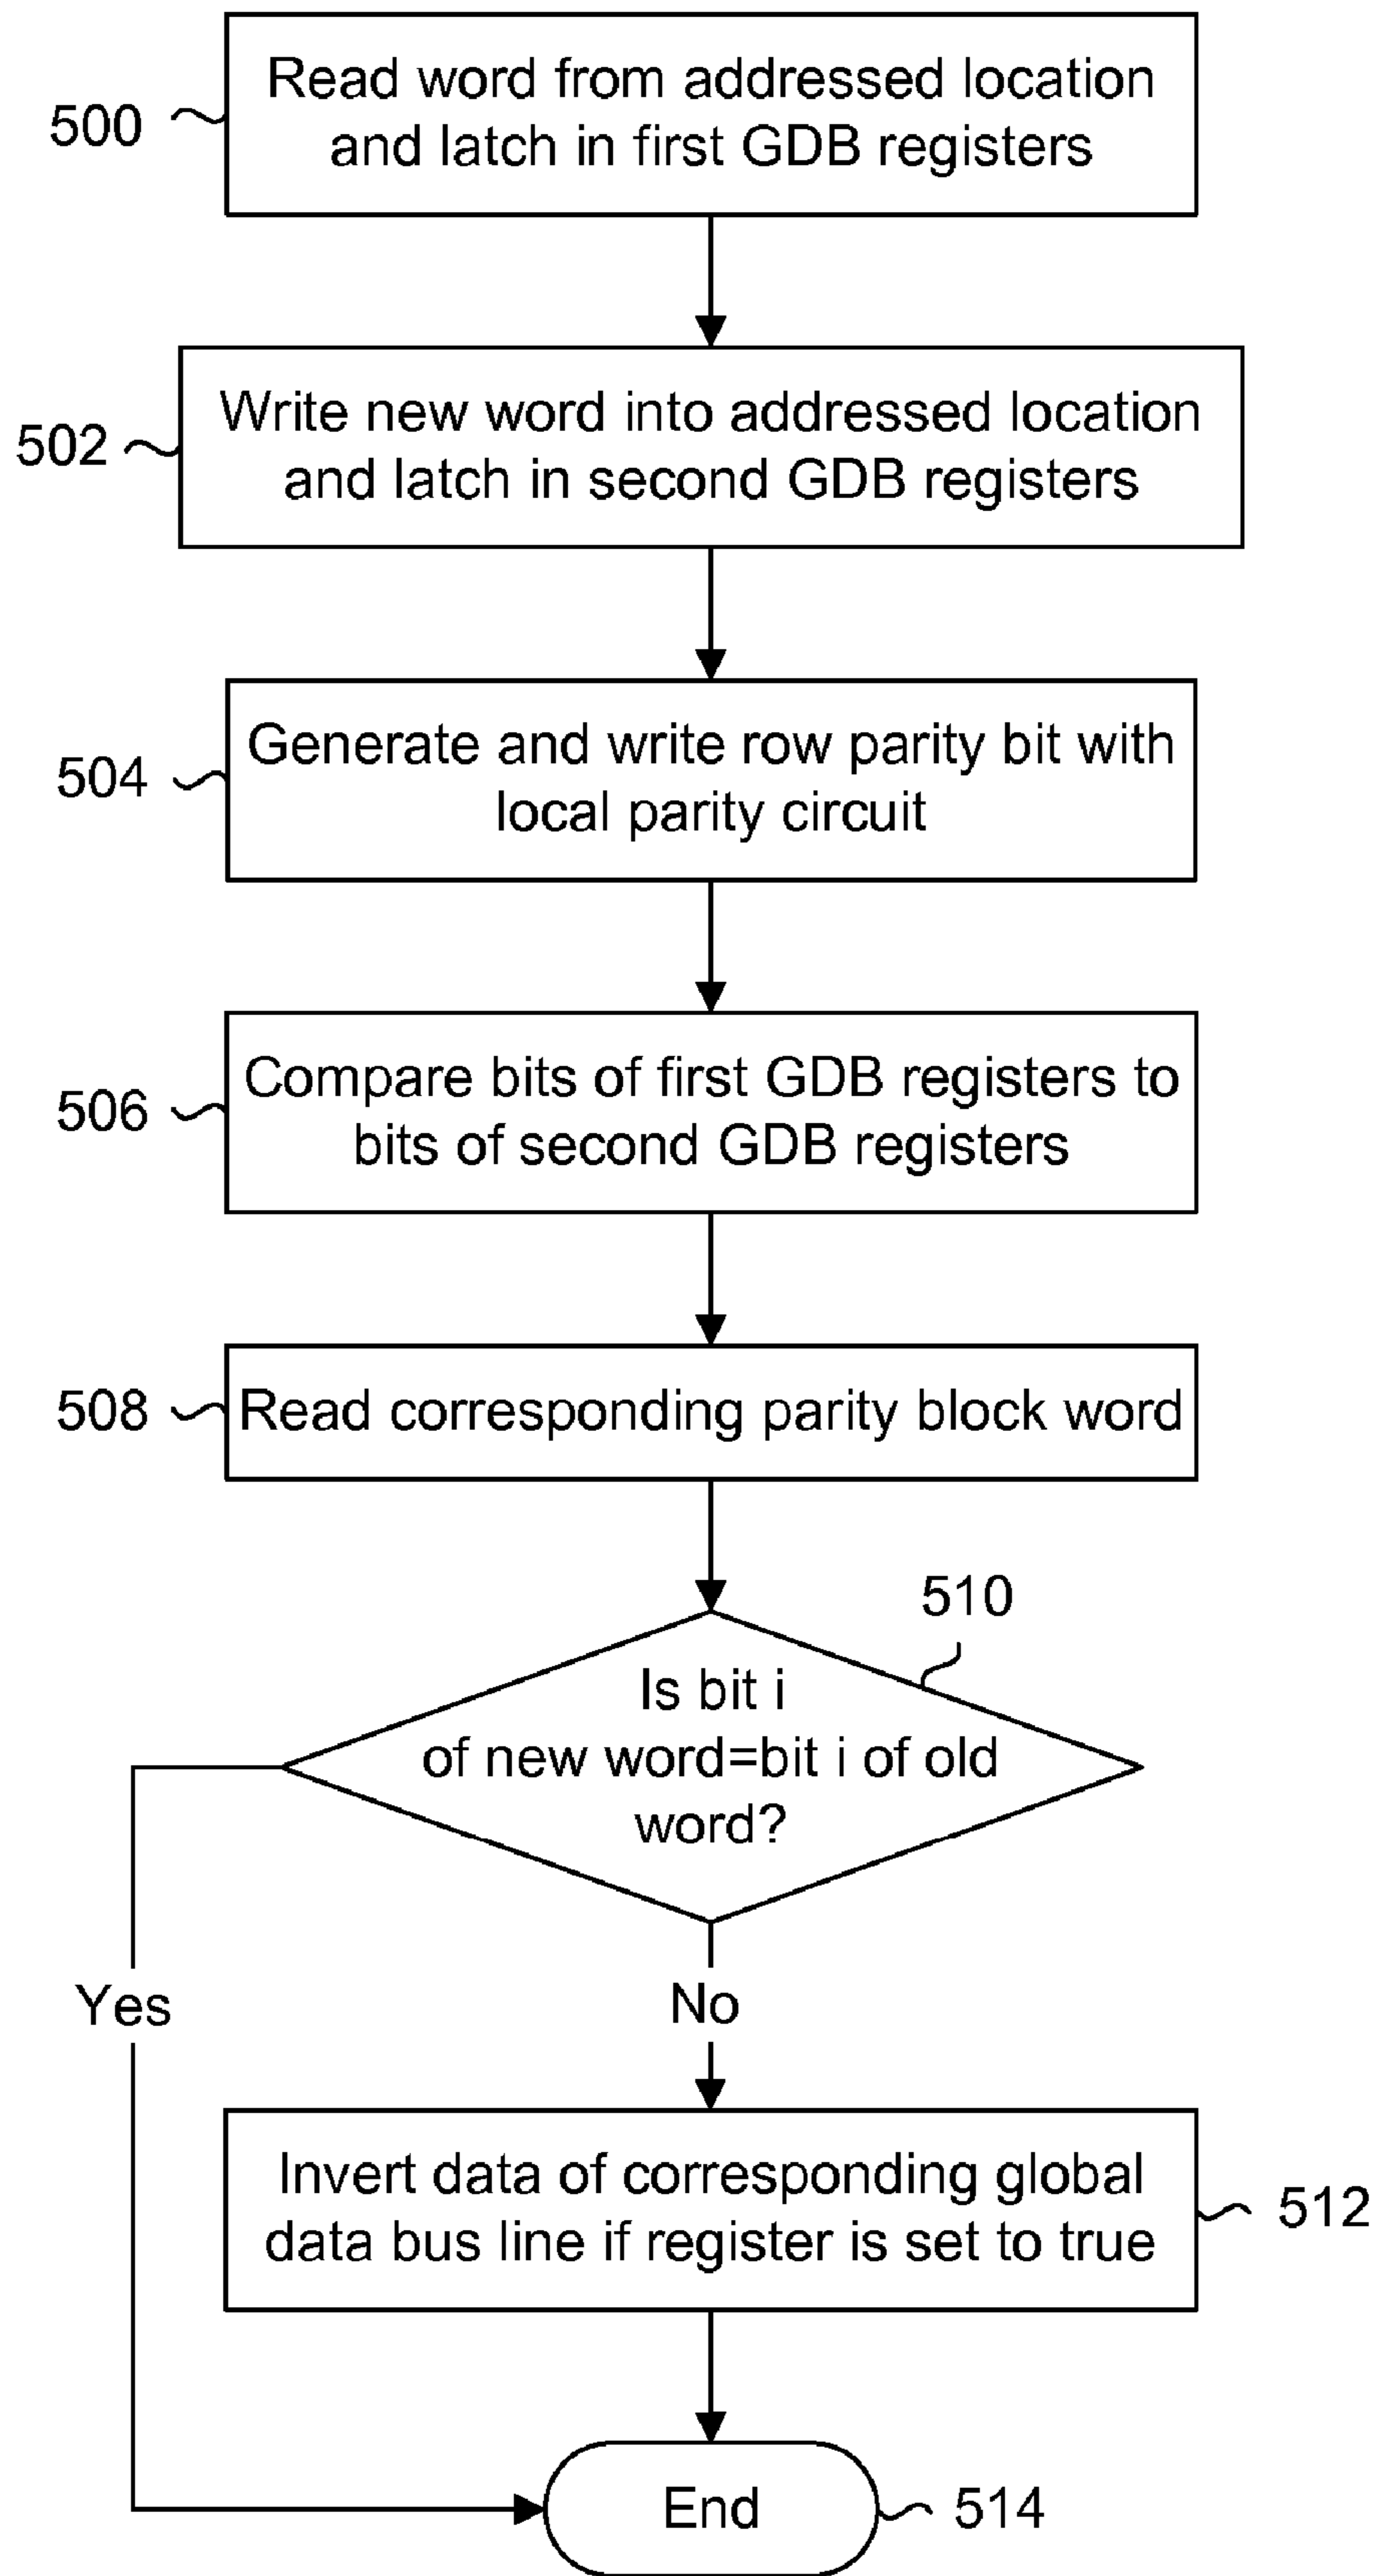 500
Read word from addressed location
and latch in first GDB registers
502
Write new word into addressed location
and latch in second GDB registers
504
Generate and write row parity bit with
local parity circuit
506
Compare bits of first GDB registers to
bits of second GDB registers
508
Read corresponding parity block word
510
Is bit i
of new word=bit i of old
word?
Yes
No
Invert data of corresponding global
data bus line if register is set to true
512
End
514